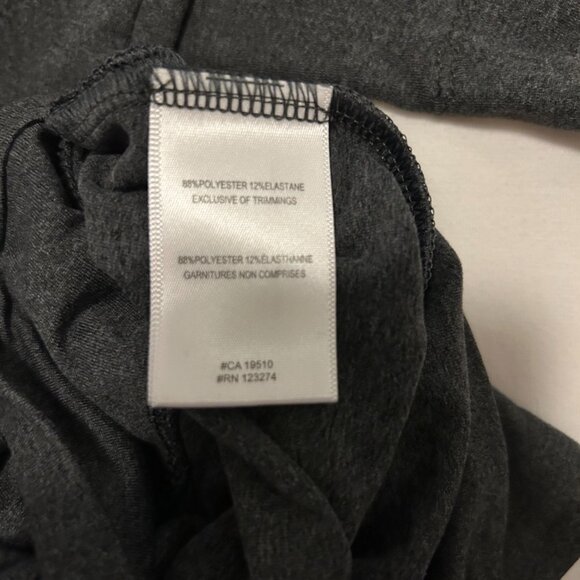 88%POLYESTER 12%ELASTANE
EXCLUSIVE OF TRIMMINGS
88%POLYESTER 12%ELASTHANNE
GARNITURES NON COMPRISES
#CA 19510
#RN 123274